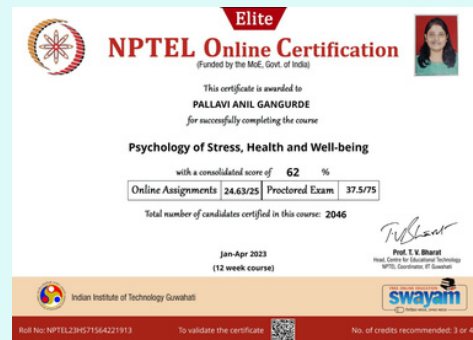 Elite
NPTEL Online Certification
(Funded by the MoE, Govt. of India)
This certificate is awarded to
PALLAVI ANIL GANGURDE
for successfully completing the course
Psychology of Stress, Health and Well-being
with a consolidated score of 62 %
Online Assignments 24.63/25 Proctored Exam 37.5/75
Total number of candidates certified in this course: 2046
Jan-Apr 2023
(12 week course)
Prof. T. V. Bharat
Head, Centre for Educational Technology
NPTEL Coordinator, IIT Guwahati
Indian Institute of Technology Guwahati
swayam
Roll No: NPTEL23HS71S64221913 To validate the certificate No. of credits recommended: 3 or 4